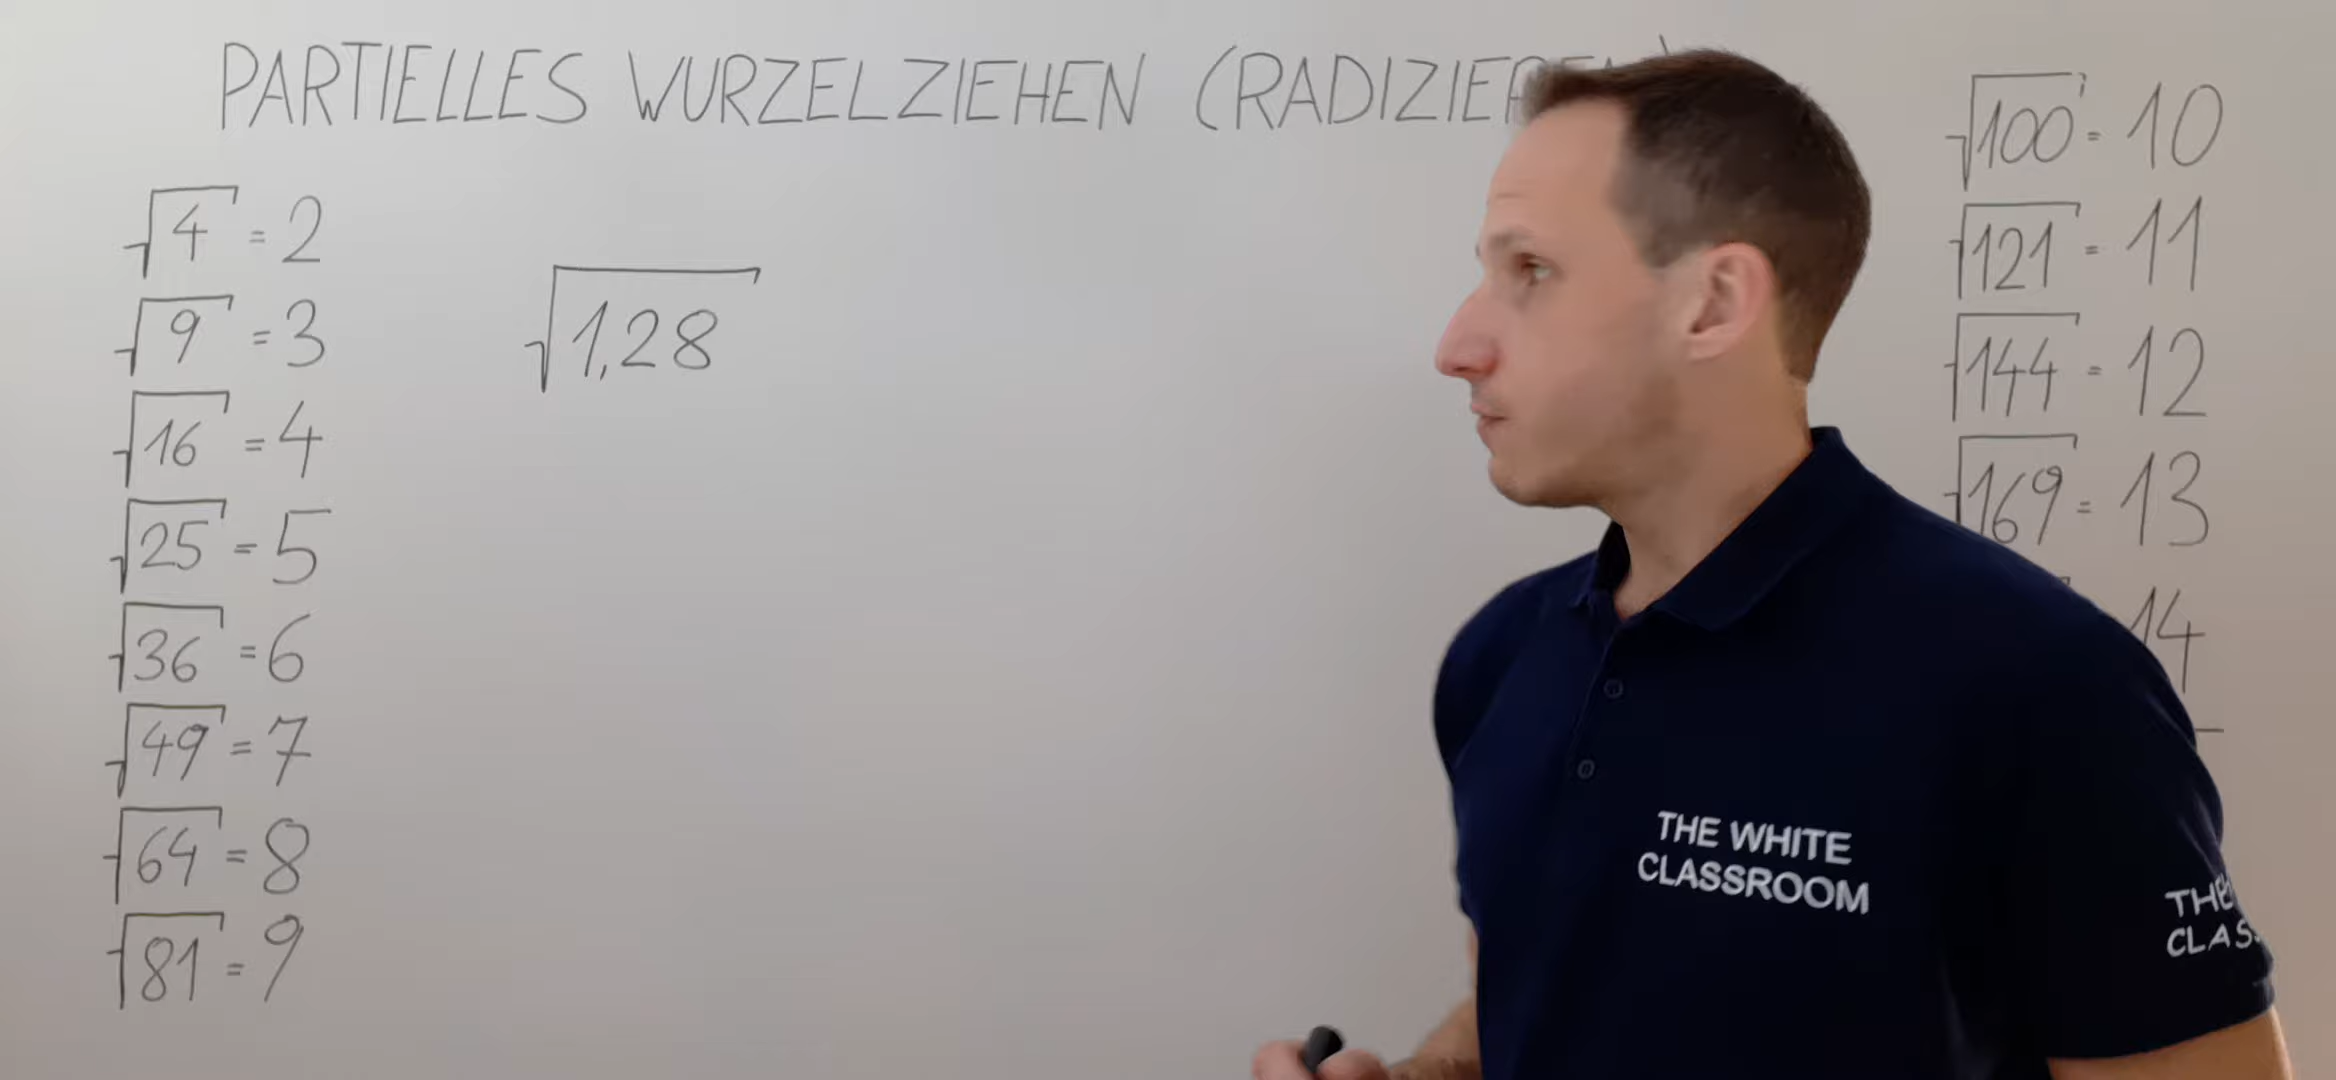 PARTIELLES WURZELZIEHEN
√4 = 2
√9 = 3
√16 = 4
√25 = 5
√36 = 6
√49 = 7
√64 = 8
√81 = 9
√1,28
√100 = 10
√121 = 11
√144 = 12
√169 = 13
14
THE WHITE
CLASSROOM
THE